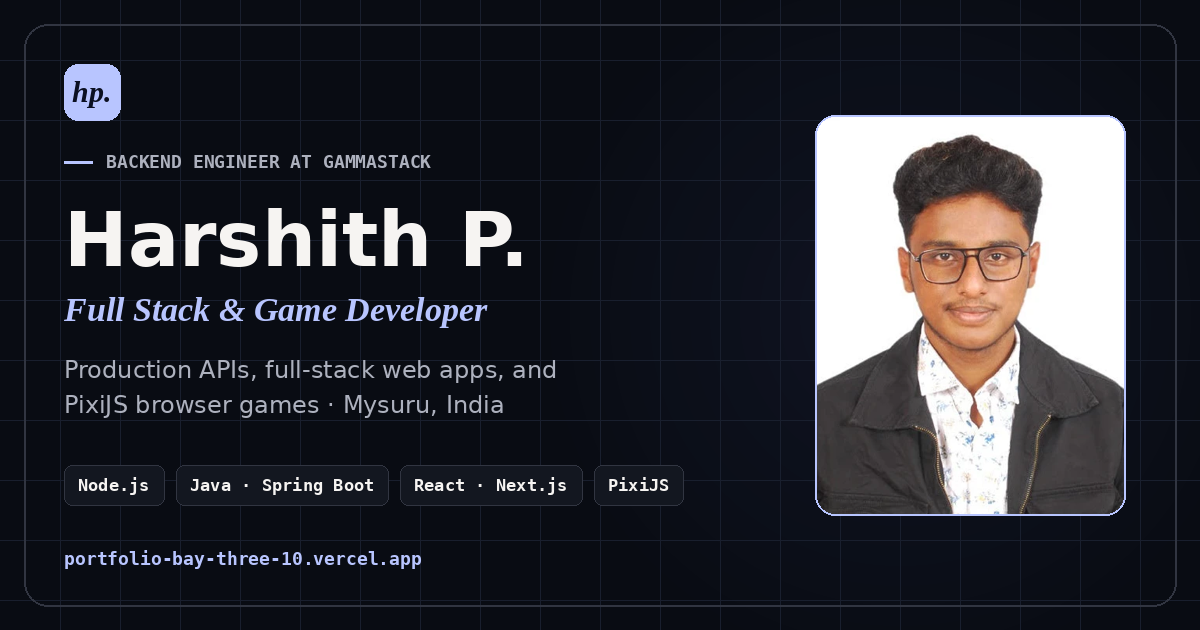 hp.
BACKEND ENGINEER AT GAMMASTACK
Harshith P.
Full Stack & Game Developer
Production APIs, full-stack web apps, and
PixiJS browser games · Mysuru, India
Node.js
Java · Spring Boot
React · Next.js
PixiJS
portfolio-bay-three-10.vercel.app